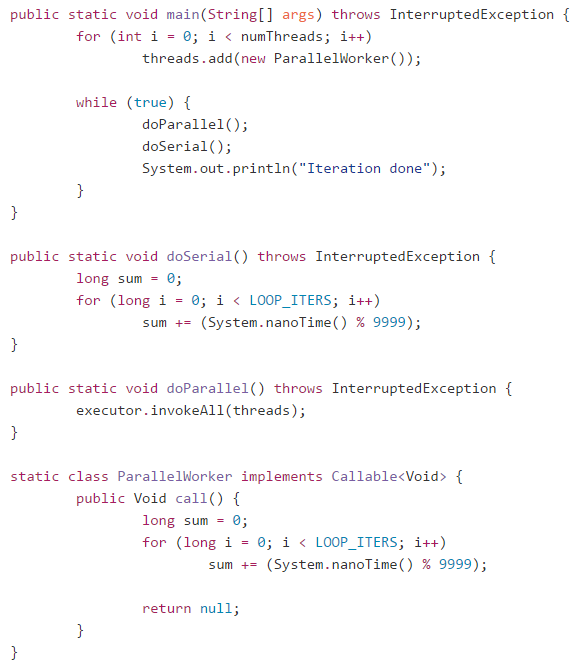 public static void main(String[] args) throws InterruptedException {
        for (int i = 0; i < numThreads; i++)
                threads.add(new ParallelWorker());

        while (true) {
                doParallel();
                doSerial();
                System.out.println("Iteration done");
        }
}

public static void doSerial() throws InterruptedException {
        long sum = 0;
        for (long i = 0; i < LOOP_ITERS; i++)
                sum += (System.nanoTime() % 9999);
}

public static void doParallel() throws InterruptedException {
        executor.invokeAll(threads);
}

static class ParallelWorker implements Callable<Void> {
        public Void call() {
                long sum = 0;
                for (long i = 0; i < LOOP_ITERS; i++)
                        sum += (System.nanoTime() % 9999);

                return null;
        }
}